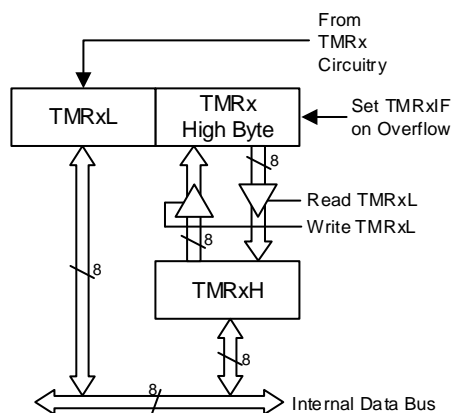 From
TMRx
Circuitry
TMRxL
TMRx
High Byte
Set TMRxIF
on Overflow
8
8
Read TMRxL
Write TMRxL
8
8
TMRxH
8
8
Internal Data Bus